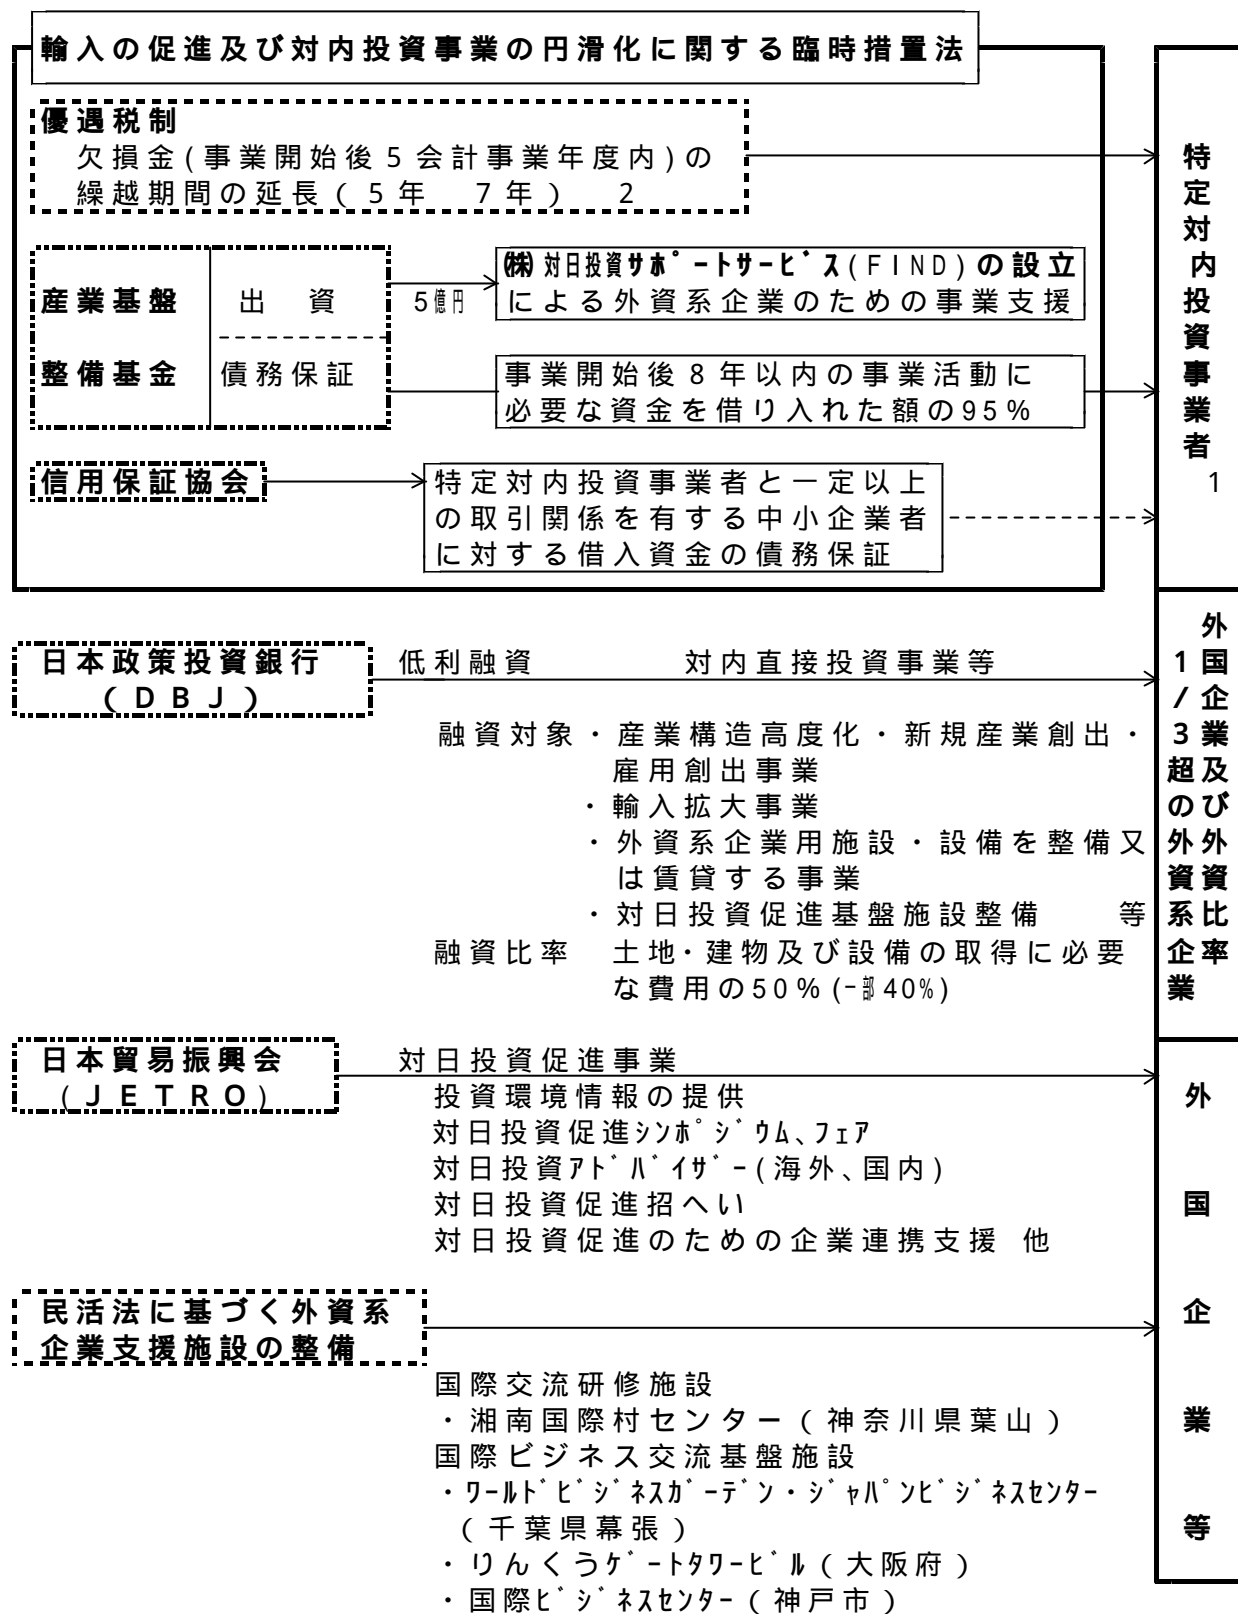 輸入の促進及び対内投資事業の円滑化に関する臨時措置法
優遇税制
欠損金(事業開始後5会計事業年度内)の
繰越期間の延長(5年　7年)　2
産業基盤
整備基金
出　資
債務保証
5億円
㈱対日投資ｻﾎﾟｰﾄｻｰﾋﾞｽ(FIND)の設立
による外資系企業のための事業支援
事業開始後8年以内の事業活動に
必要な資金を借り入れた額の95%
信用保証協会
特定対内投資事業者と一定以上
の取引関係を有する中小企業者
に対する借入資金の債務保証
特定対内投資事業者
1
日本政策投資銀行
(DBJ)
低利融資　対内直接投資事業等
融資対象・産業構造高度化・新規産業創出・
雇用創出事業
・輸入拡大事業
・外資系企業用施設・設備を整備又
は賃貸する事業
・対日投資促進基盤施設整備　等
融資比率　土地・建物及び設備の取得に必要
な費用の50%(一部40%)
外国企業及び外資比率
1/3超の外資系企業
日本貿易振興会
(JETRO)
対日投資促進事業
投資環境情報の提供
対日投資促進ｼﾝﾎﾟｼﾞｳﾑ､ﾌｪｱ
対日投資ｱﾄﾞﾊﾞｲｻﾞｰ(海外、国内)
対日投資促進招へい
対日投資促進のための企業連携支援　他
民活法に基づく外資系
企業支援施設の整備
国際交流研修施設
・湘南国際村センター(神奈川県葉山)
国際ビジネス交流基盤施設
・ﾜｰﾙﾄﾞﾋﾞｼﾞﾈｽｶﾞｰﾃﾞﾝ・ｼﾞｬﾊﾟﾝﾋﾞｼﾞﾈｽｾﾝﾀｰ
(千葉県幕張)
・りんくうｹﾞｰﾄﾀﾜｰﾋﾞﾙ(大阪府)
・国際ﾋﾞｼﾞﾈｽｾﾝﾀｰ(神戸市)
外国企業等